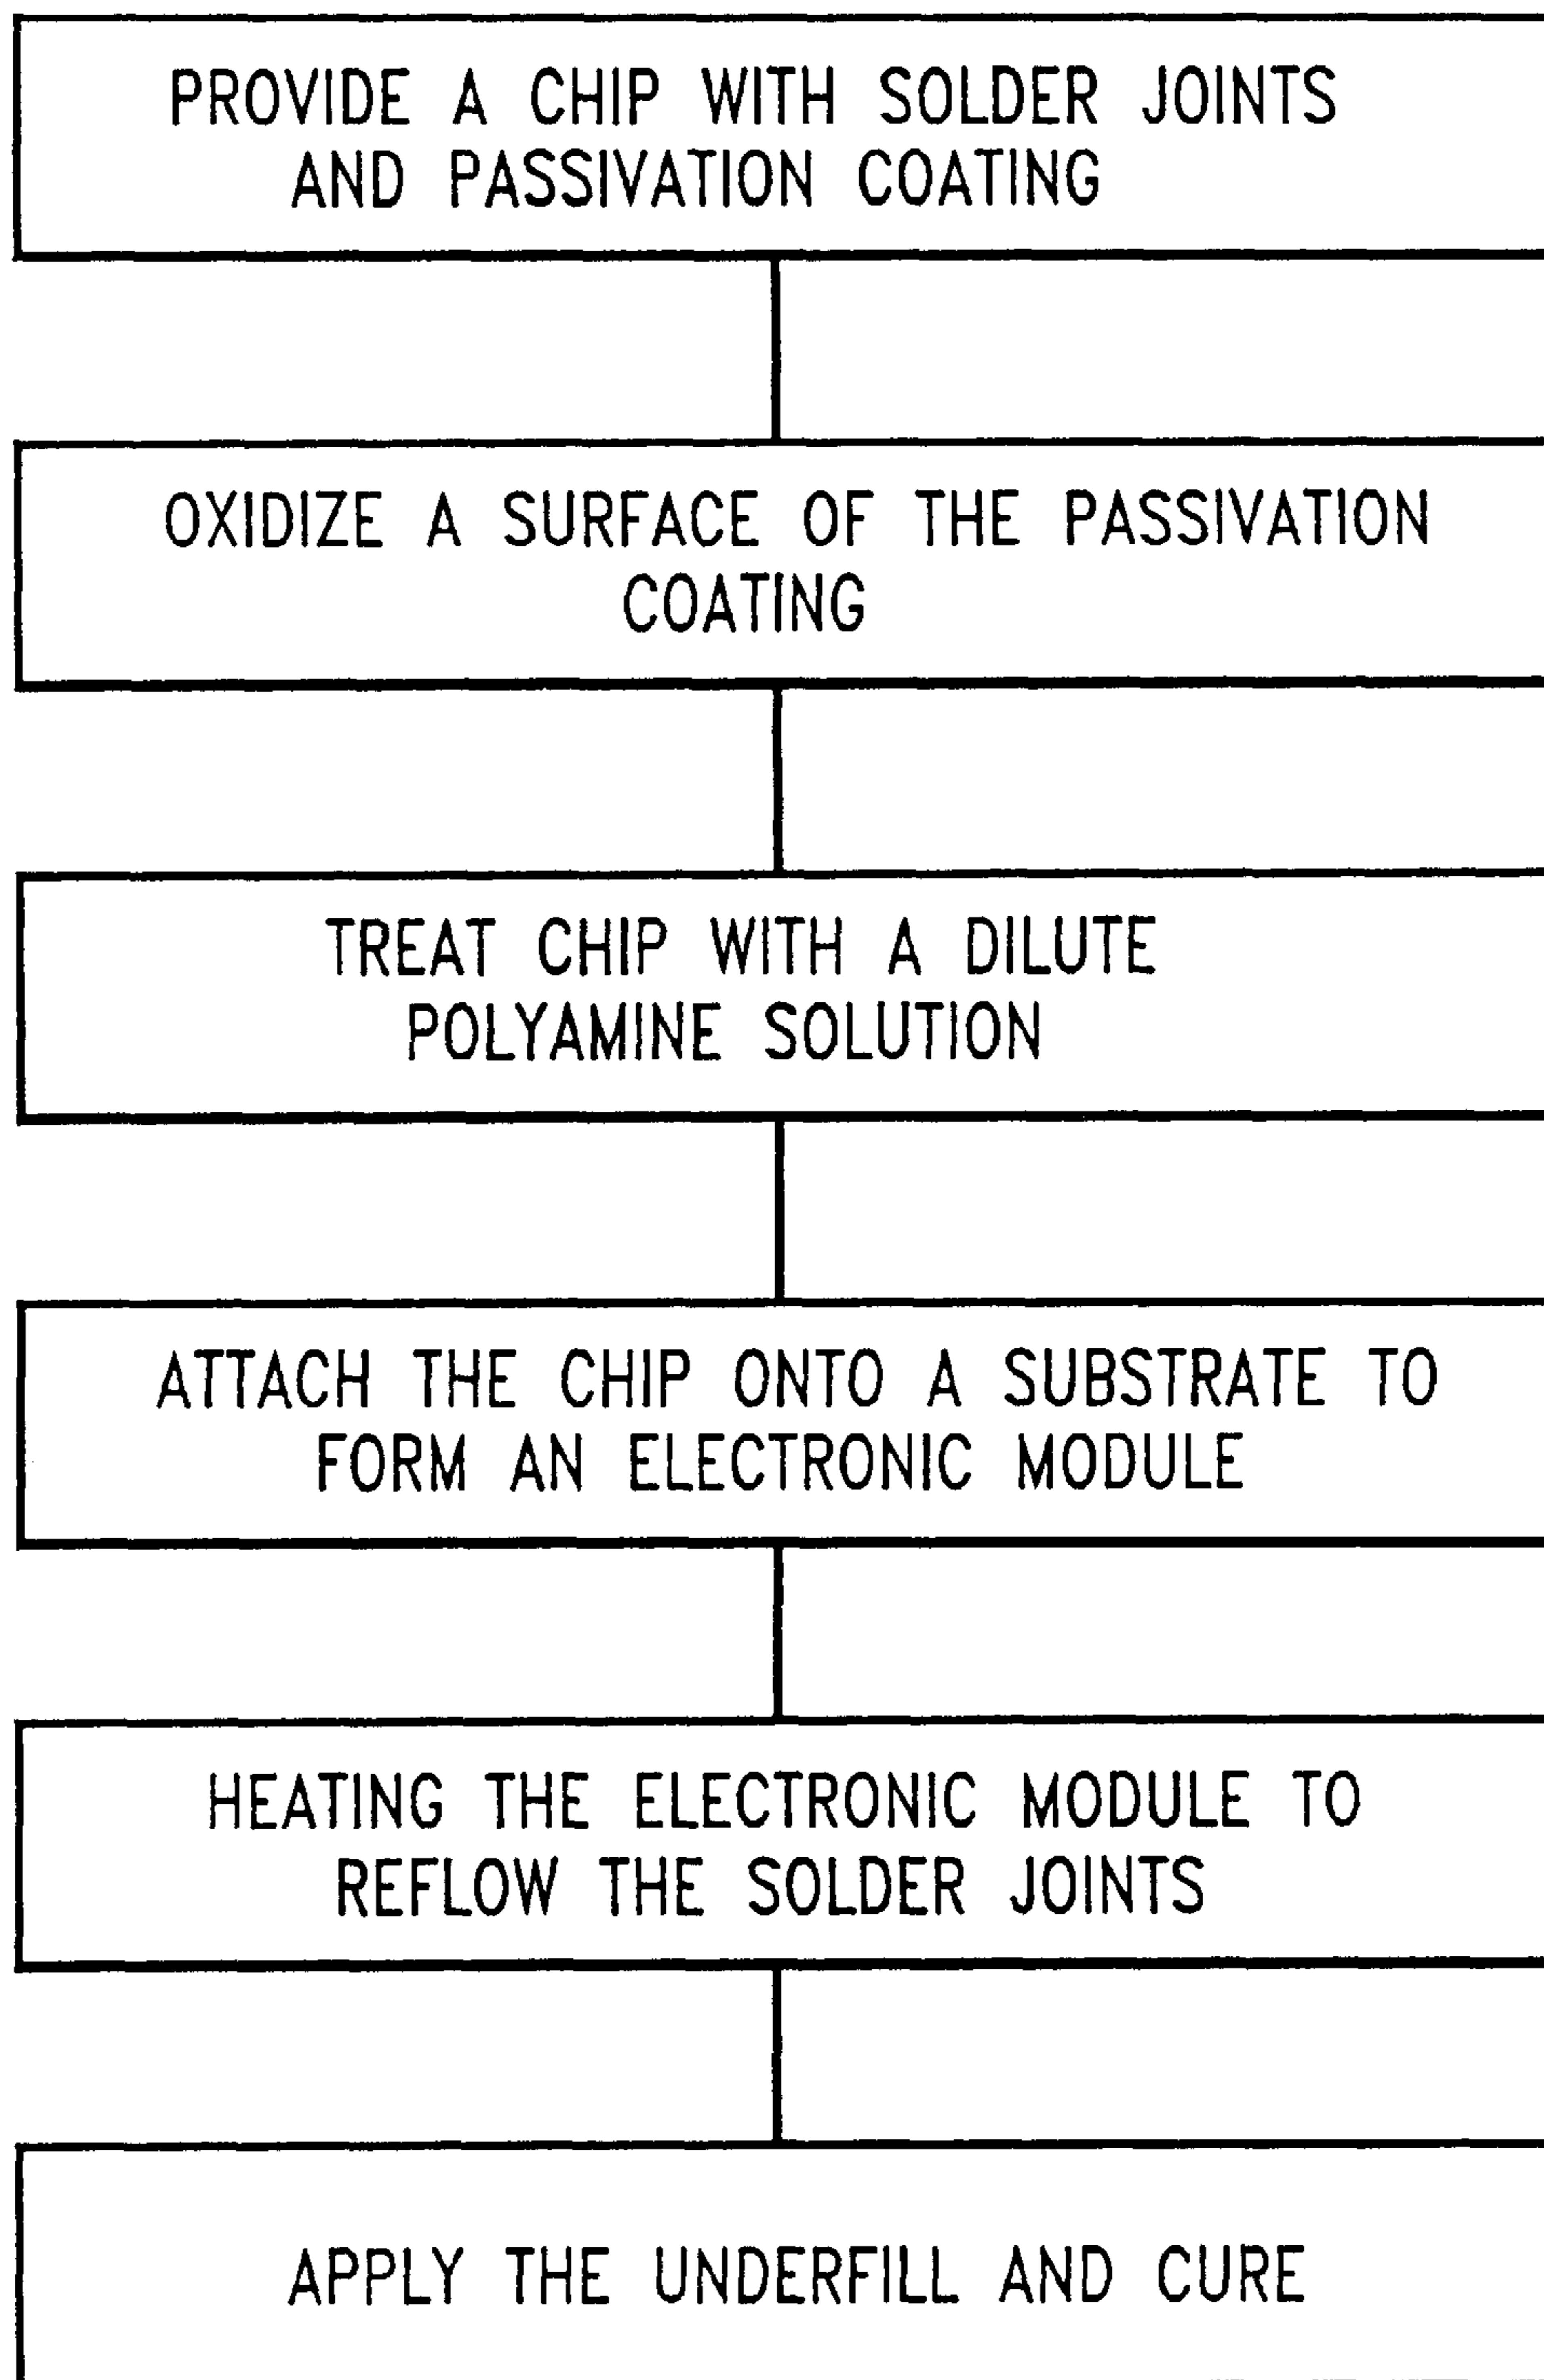 PROVIDE A CHIP WITH SOLDER JOINTS
AND PASSIVATION COATING
OXIDIZE A SURFACE OF THE PASSIVATION
COATING
TREAT CHIP WITH A DILUTE
POLYAMINE SOLUTION
ATTACH THE CHIP ONTO A SUBSTRATE TO
FORM AN ELECTRONIC MODULE
HEATING THE ELECTRONIC MODULE TO
REFLOW THE SOLDER JOINTS
APPLY THE UNDERFILL AND CURE